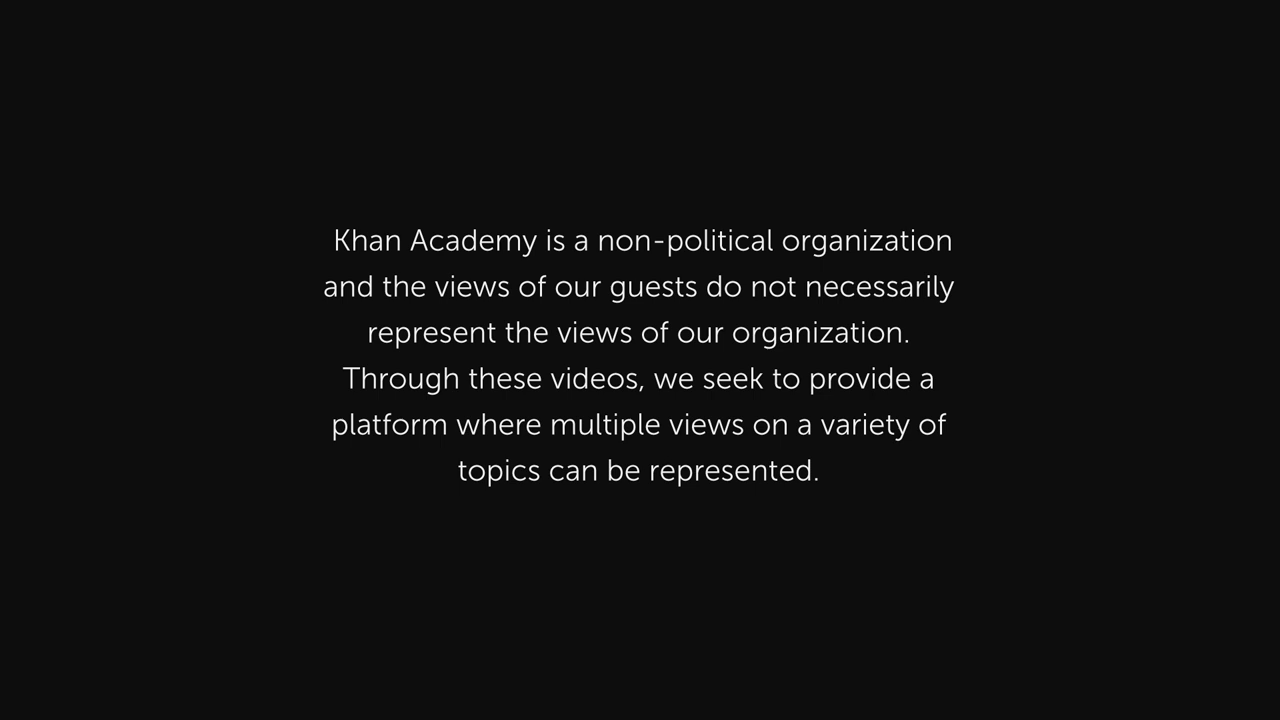 Khan Academy is a non-political organization
and the views of our guests do not necessarily
represent the views of our organization.
Through these videos, we seek to provide a
platform where multiple views on a variety of
topics can be represented.